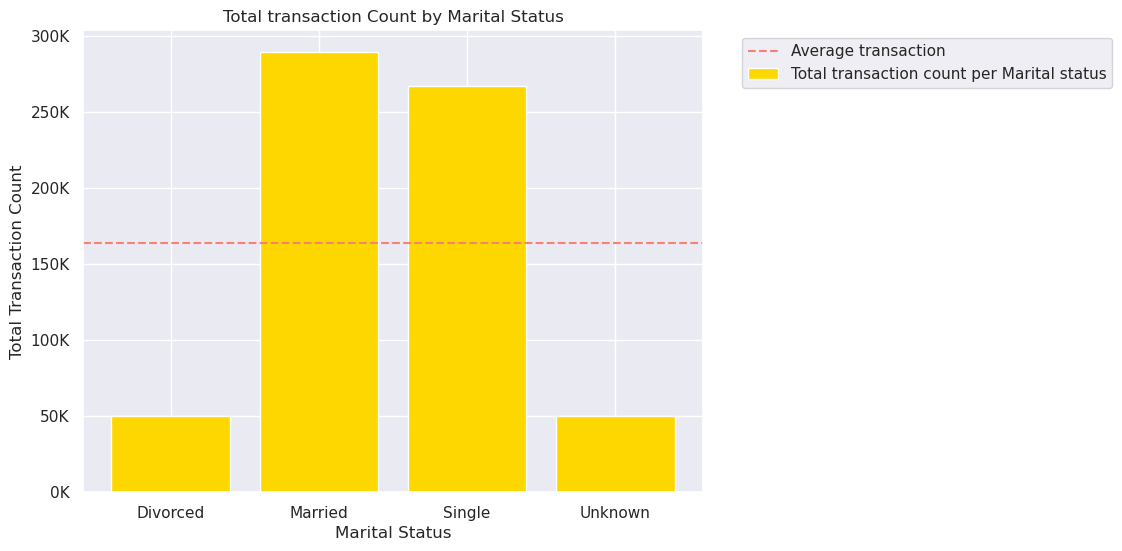 Total transaction Count by Marital Status
300K
250K
200K
150K
100K
50K
0K
Total Transaction Count
Divorced
Married
Single
Unknown
Marital Status
Average transaction
Total transaction count per Marital status